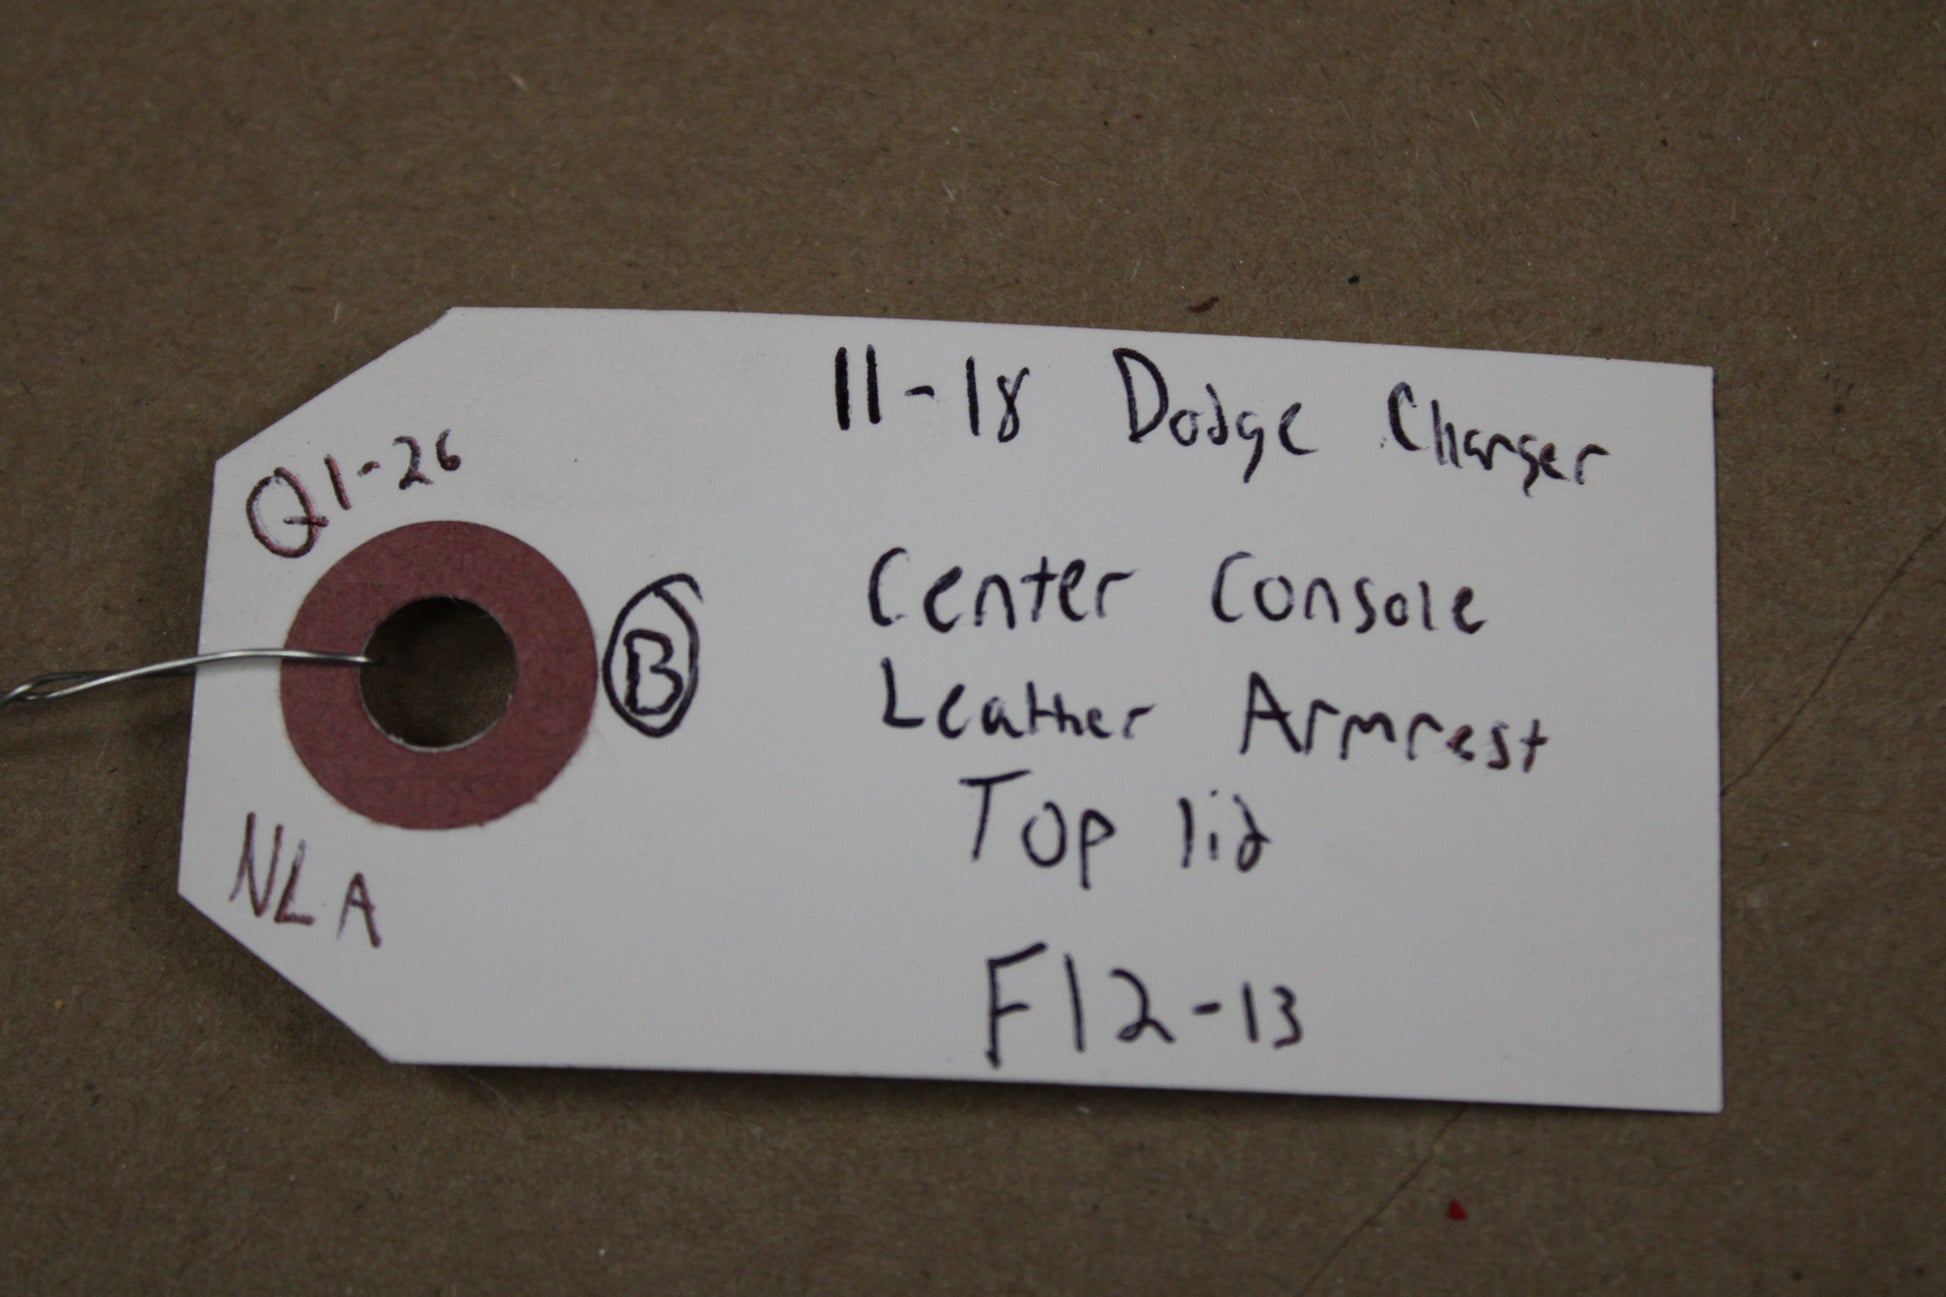 11-18 Dodge Charger
Q1-26
B
Center Console
Leather Armrest
Top lid
NLA
F12-13